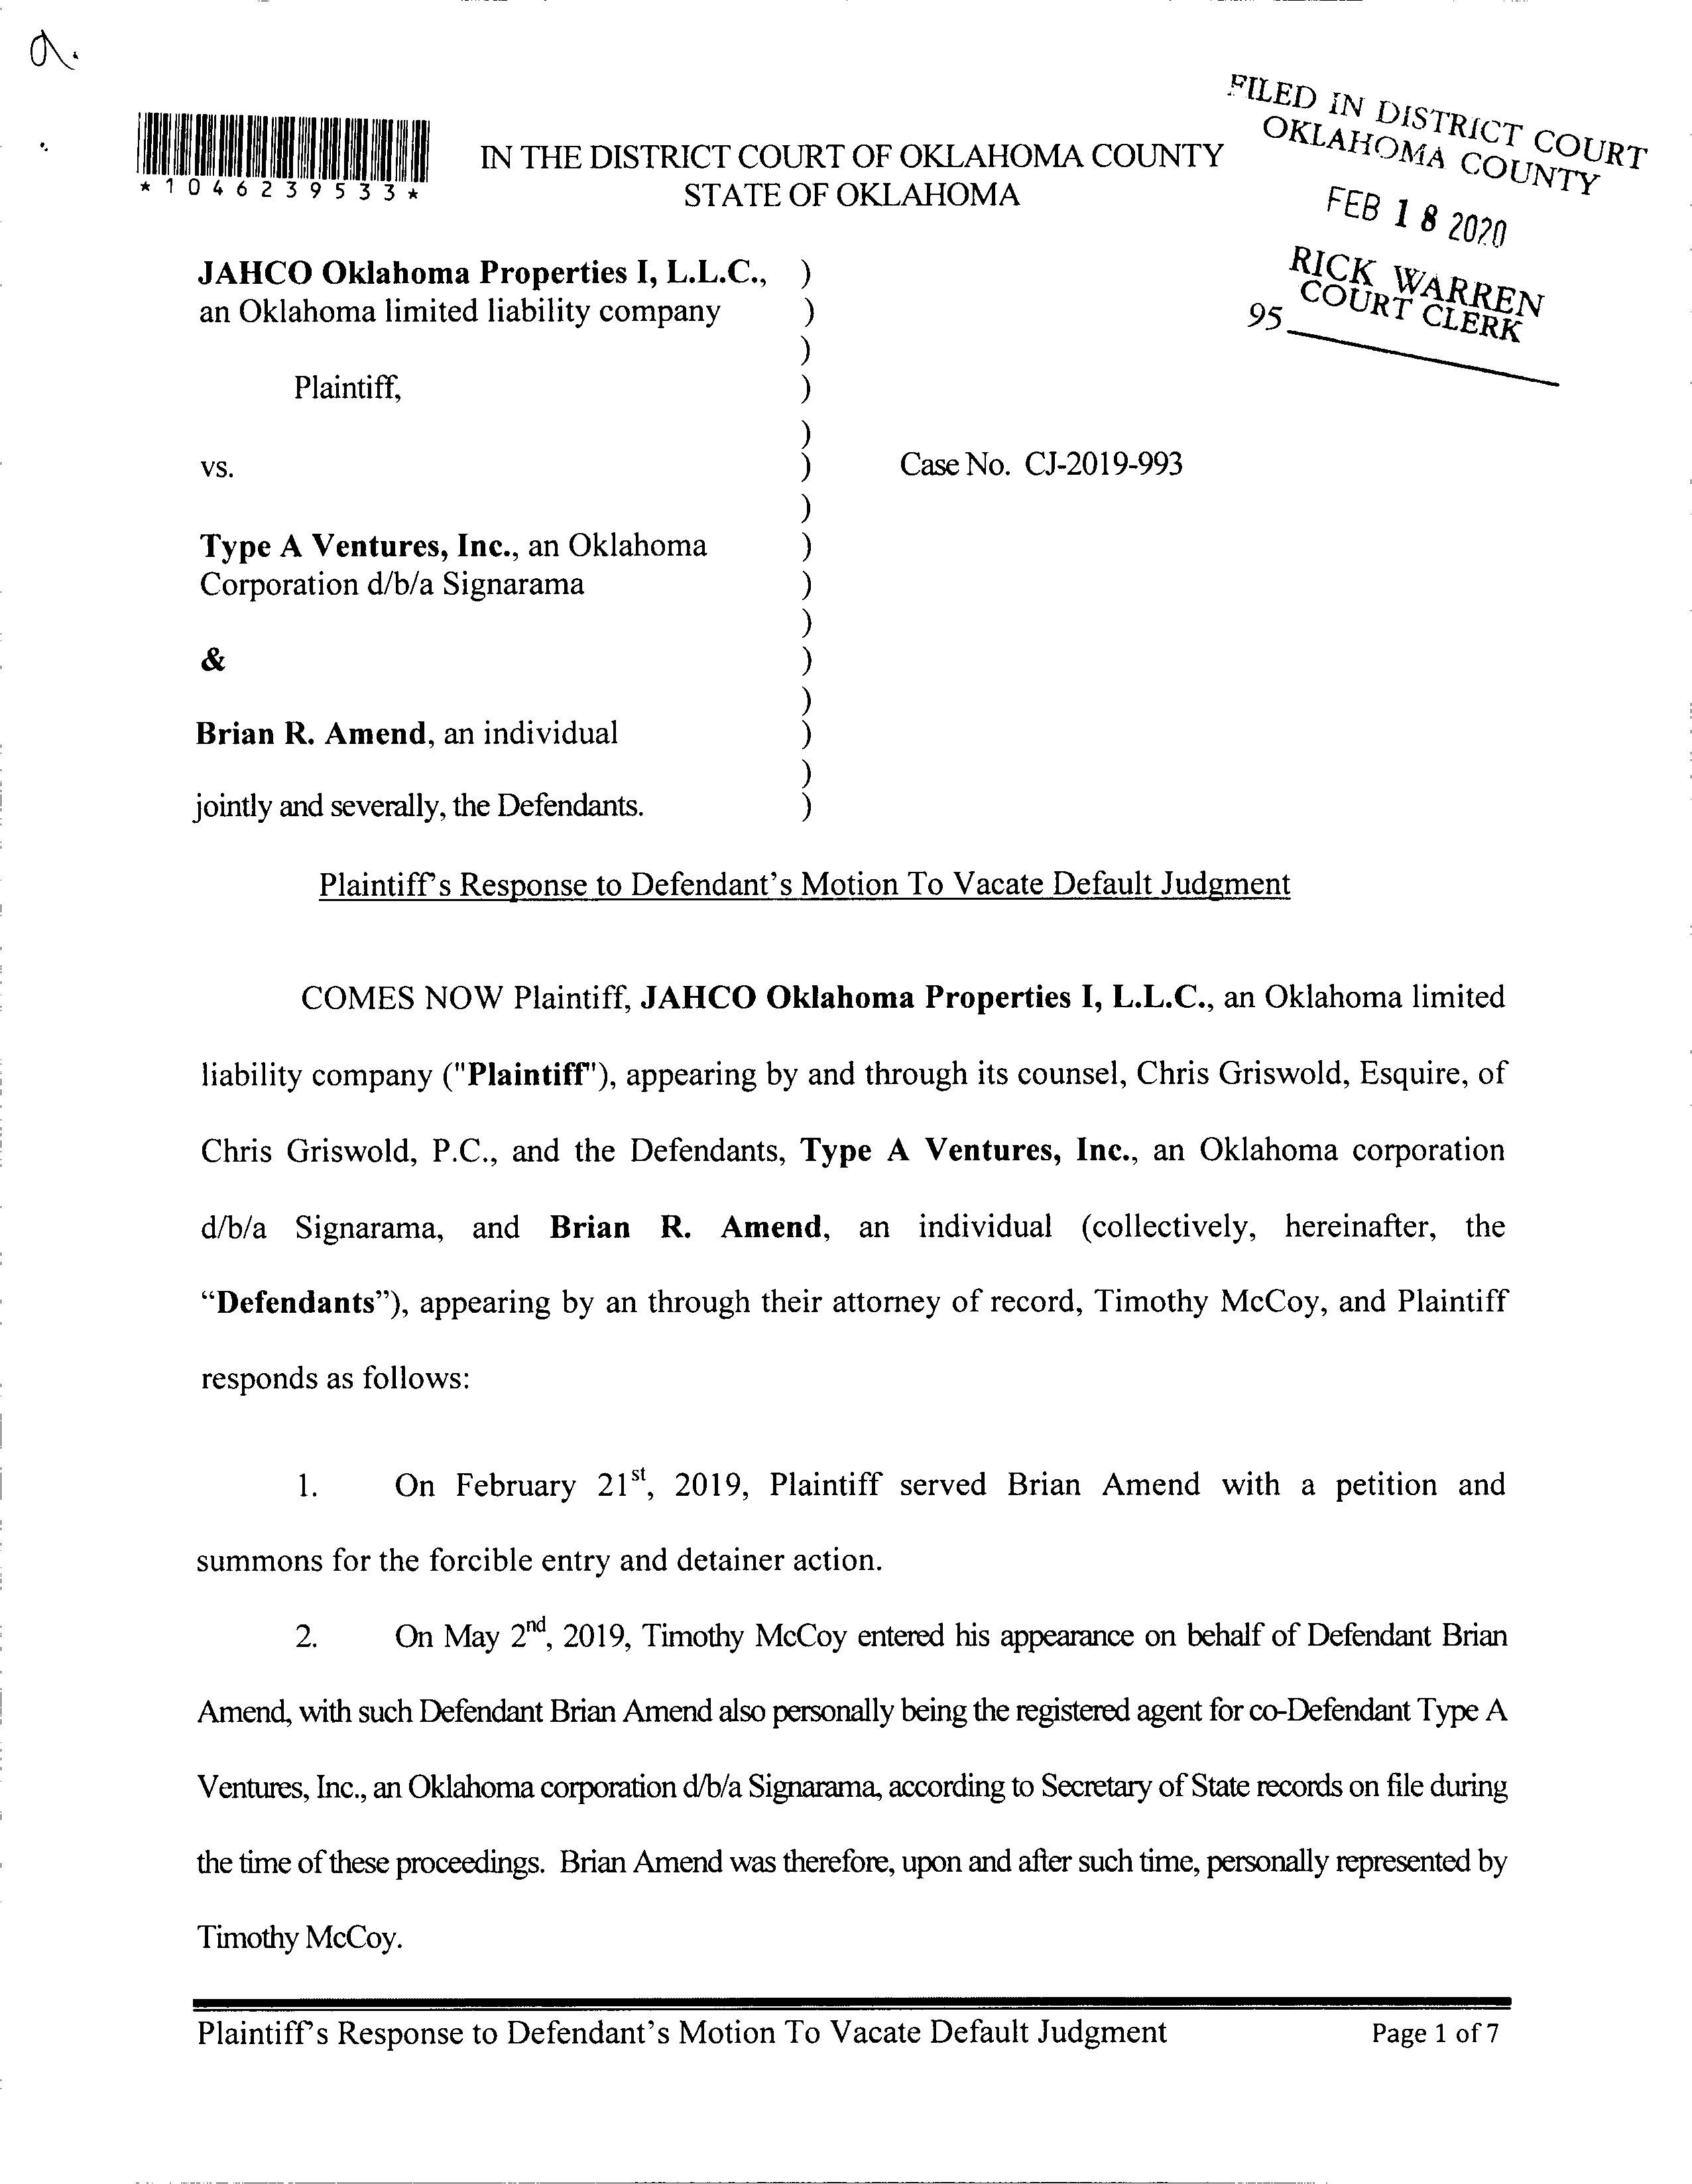 a.
FILED IN DISTRICT COURT
OKLAHOMA COUNTY
FEB 18 2020
RICK WARREN
COURT CLERK
95
*1046239533*
IN THE DISTRICT COURT OF OKLAHOMA COUNTY
STATE OF OKLAHOMA
JAHCO Oklahoma Properties I, L.L.C., )
an Oklahoma limited liability company )
)
Plaintiff, )
)
vs. ) Case No. CJ-2019-993
)
Type A Ventures, Inc., an Oklahoma )
Corporation d/b/a Signarama )
)
& )
)
Brian R. Amend, an individual )
)
jointly and severally, the Defendants. )
Plaintiff's Response to Defendant's Motion To Vacate Default Judgment
COMES NOW Plaintiff, JAHCO Oklahoma Properties I, L.L.C., an Oklahoma limited
liability company ("Plaintiff"), appearing by and through its counsel, Chris Griswold, Esquire, of
Chris Griswold, P.C., and the Defendants, Type A Ventures, Inc., an Oklahoma corporation
d/b/a Signarama, and Brian R. Amend, an individual (collectively, hereinafter, the
“Defendants”), appearing by an through their attorney of record, Timothy McCoy, and Plaintiff
responds as follows:
1. On February 21st, 2019, Plaintiff served Brian Amend with a petition and
summons for the forcible entry and detainer action.
2. On May 2nd, 2019, Timothy McCoy entered his appearance on behalf of Defendant Brian
Amend, with such Defendant Brian Amend also personally being the registered agent for co-Defendant Type A
Ventures, Inc., an Oklahoma corporation d/b/a Signarama, according to Secretary of State records on file during
the time of these proceedings. Brian Amend was therefore, upon and after such time, personally represented by
Timothy McCoy.
Plaintiff's Response to Defendant's Motion To Vacate Default Judgment Page 1 of 7